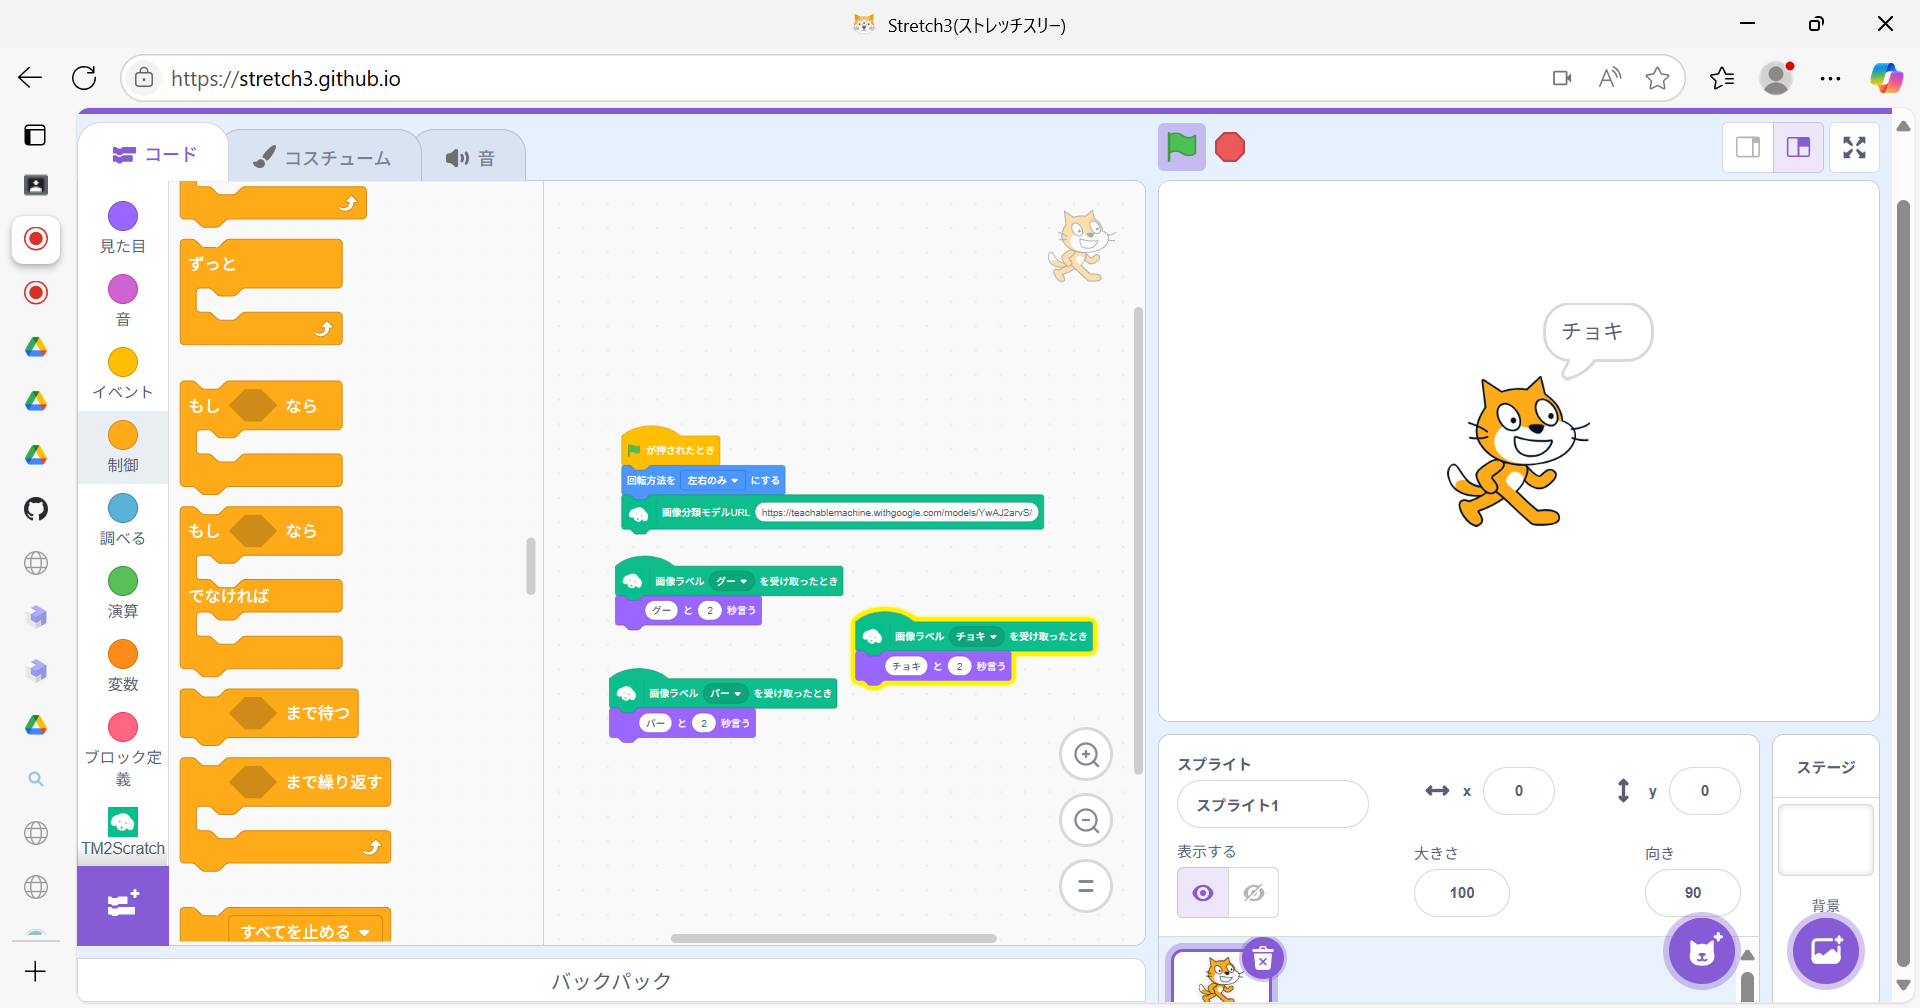 Stretch3(ストレッチスリー)
https://stretch3.github.io
コード
コスチューム
音
見た目
音
イベント
制御
調べる
演算
変数
ブロック定
義
TM2Scratch
ずっと
もし なら
もし なら
でなければ
まで待つ
まで繰り返す
すべてを止める
が押されたとき
回転方法を 左右のみ にする
画像分類モデルURL https://teachablemachine.withgoogle.com/models/YwAJ2arvS/
画像ラベル グー を受け取ったとき
グー と 2 秒言う
画像ラベル チョキ を受け取ったとき
チョキ と 2 秒言う
画像ラベル パー を受け取ったとき
パー と 2 秒言う
バックパック
チョキ
スプライト
スプライト1
x 0
y 0
表示する
大きさ
100
向き
90
ステージ
背景